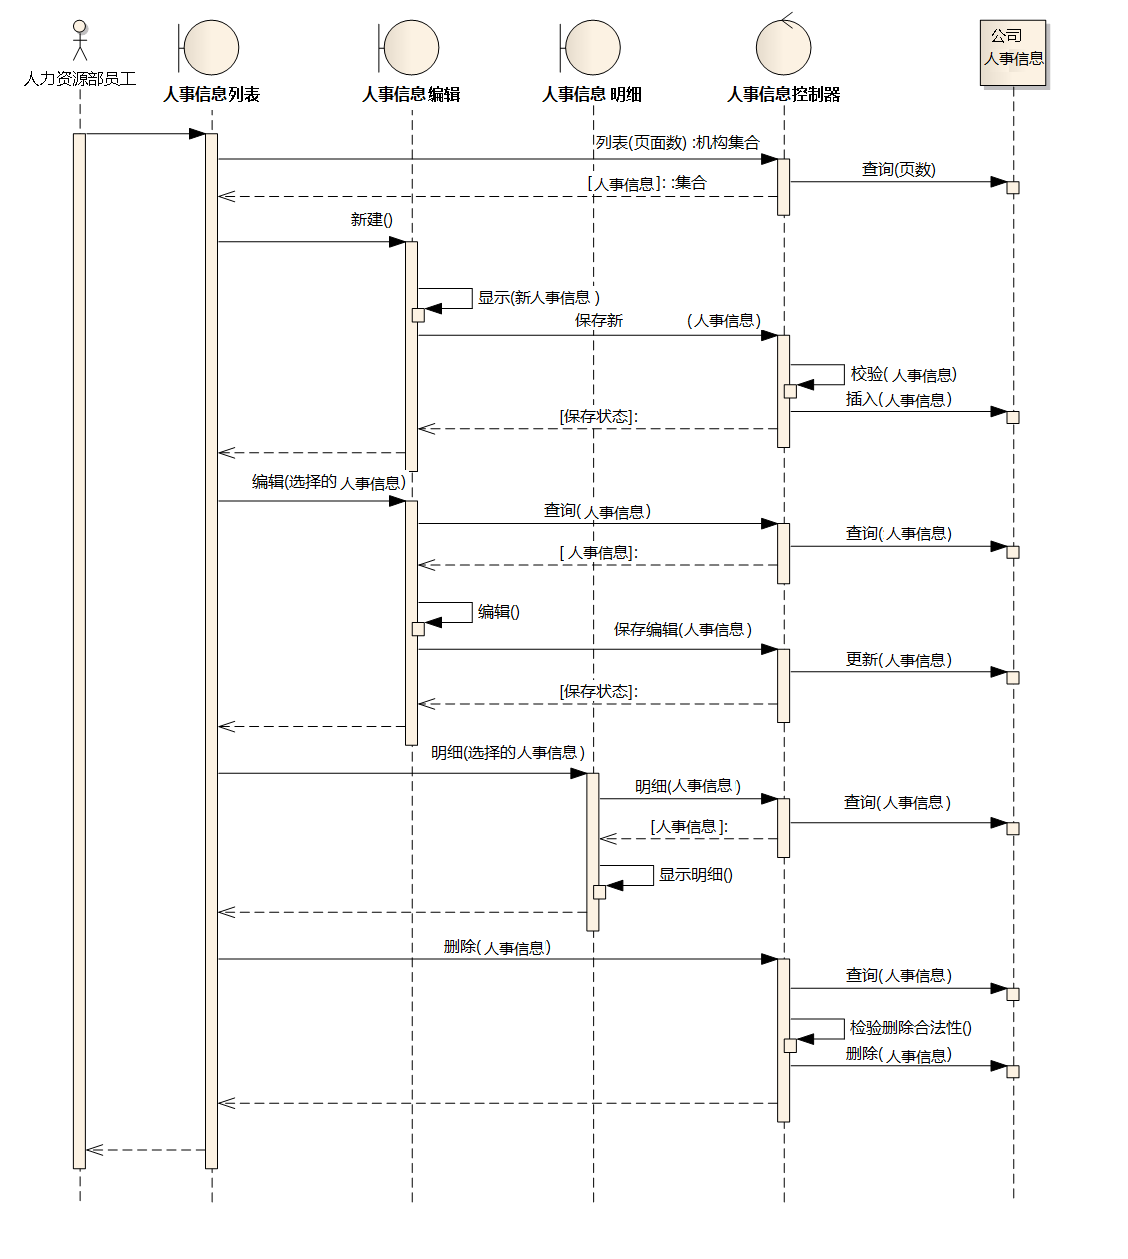 公司
人事信息
人力资源部员工
人事信息列表
人事信息编辑
人事信息 明细
人事信息控制器
列表(页面数) :机构集合
查询(页数)
[人事信息]: :集合
新建()
显示(新人事信息 )
保存新 (人事信息)
校验( 人事信息)
插入(人事信息)
[保存状态]:
编辑(选择的 人事信息)
查询( 人事信息)
查询(人事信息)
[ 人事信息]:
编辑()
保存编辑(人事信息 )
更新(人事信息)
[保存状态]:
明细(选择的人事信息 )
明细(人事信息 )
查询(人事信息 )
[人事信息 ]:
显示明细()
删除( 人事信息)
查询(人事信息)
检验删除合法性()
删除( 人事信息)